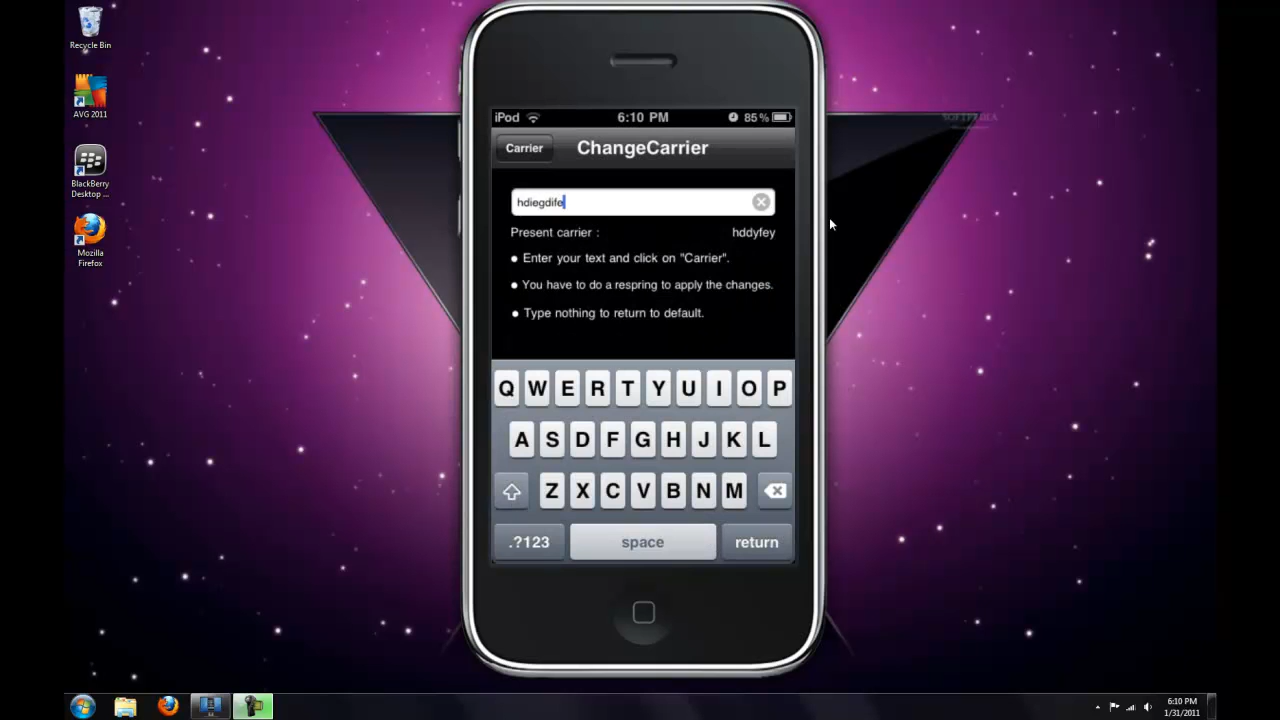 Recycle Bin
AVG 2011
BlackBerry
Desktop ...
Mozilla
Firefox
SOFTPEDIA
iPod 6:10 PM 85%
Carrier ChangeCarrier
hdiegdife
Present carrier : hddyfey
• Enter your text and click on "Carrier".
• You have to do a respring to apply the changes.
• Type nothing to return to default.
Q W E R T Y U I O P
A S D F G H J K L
Z X C V B N M
.?123 space return
6:10 PM
1/31/2011